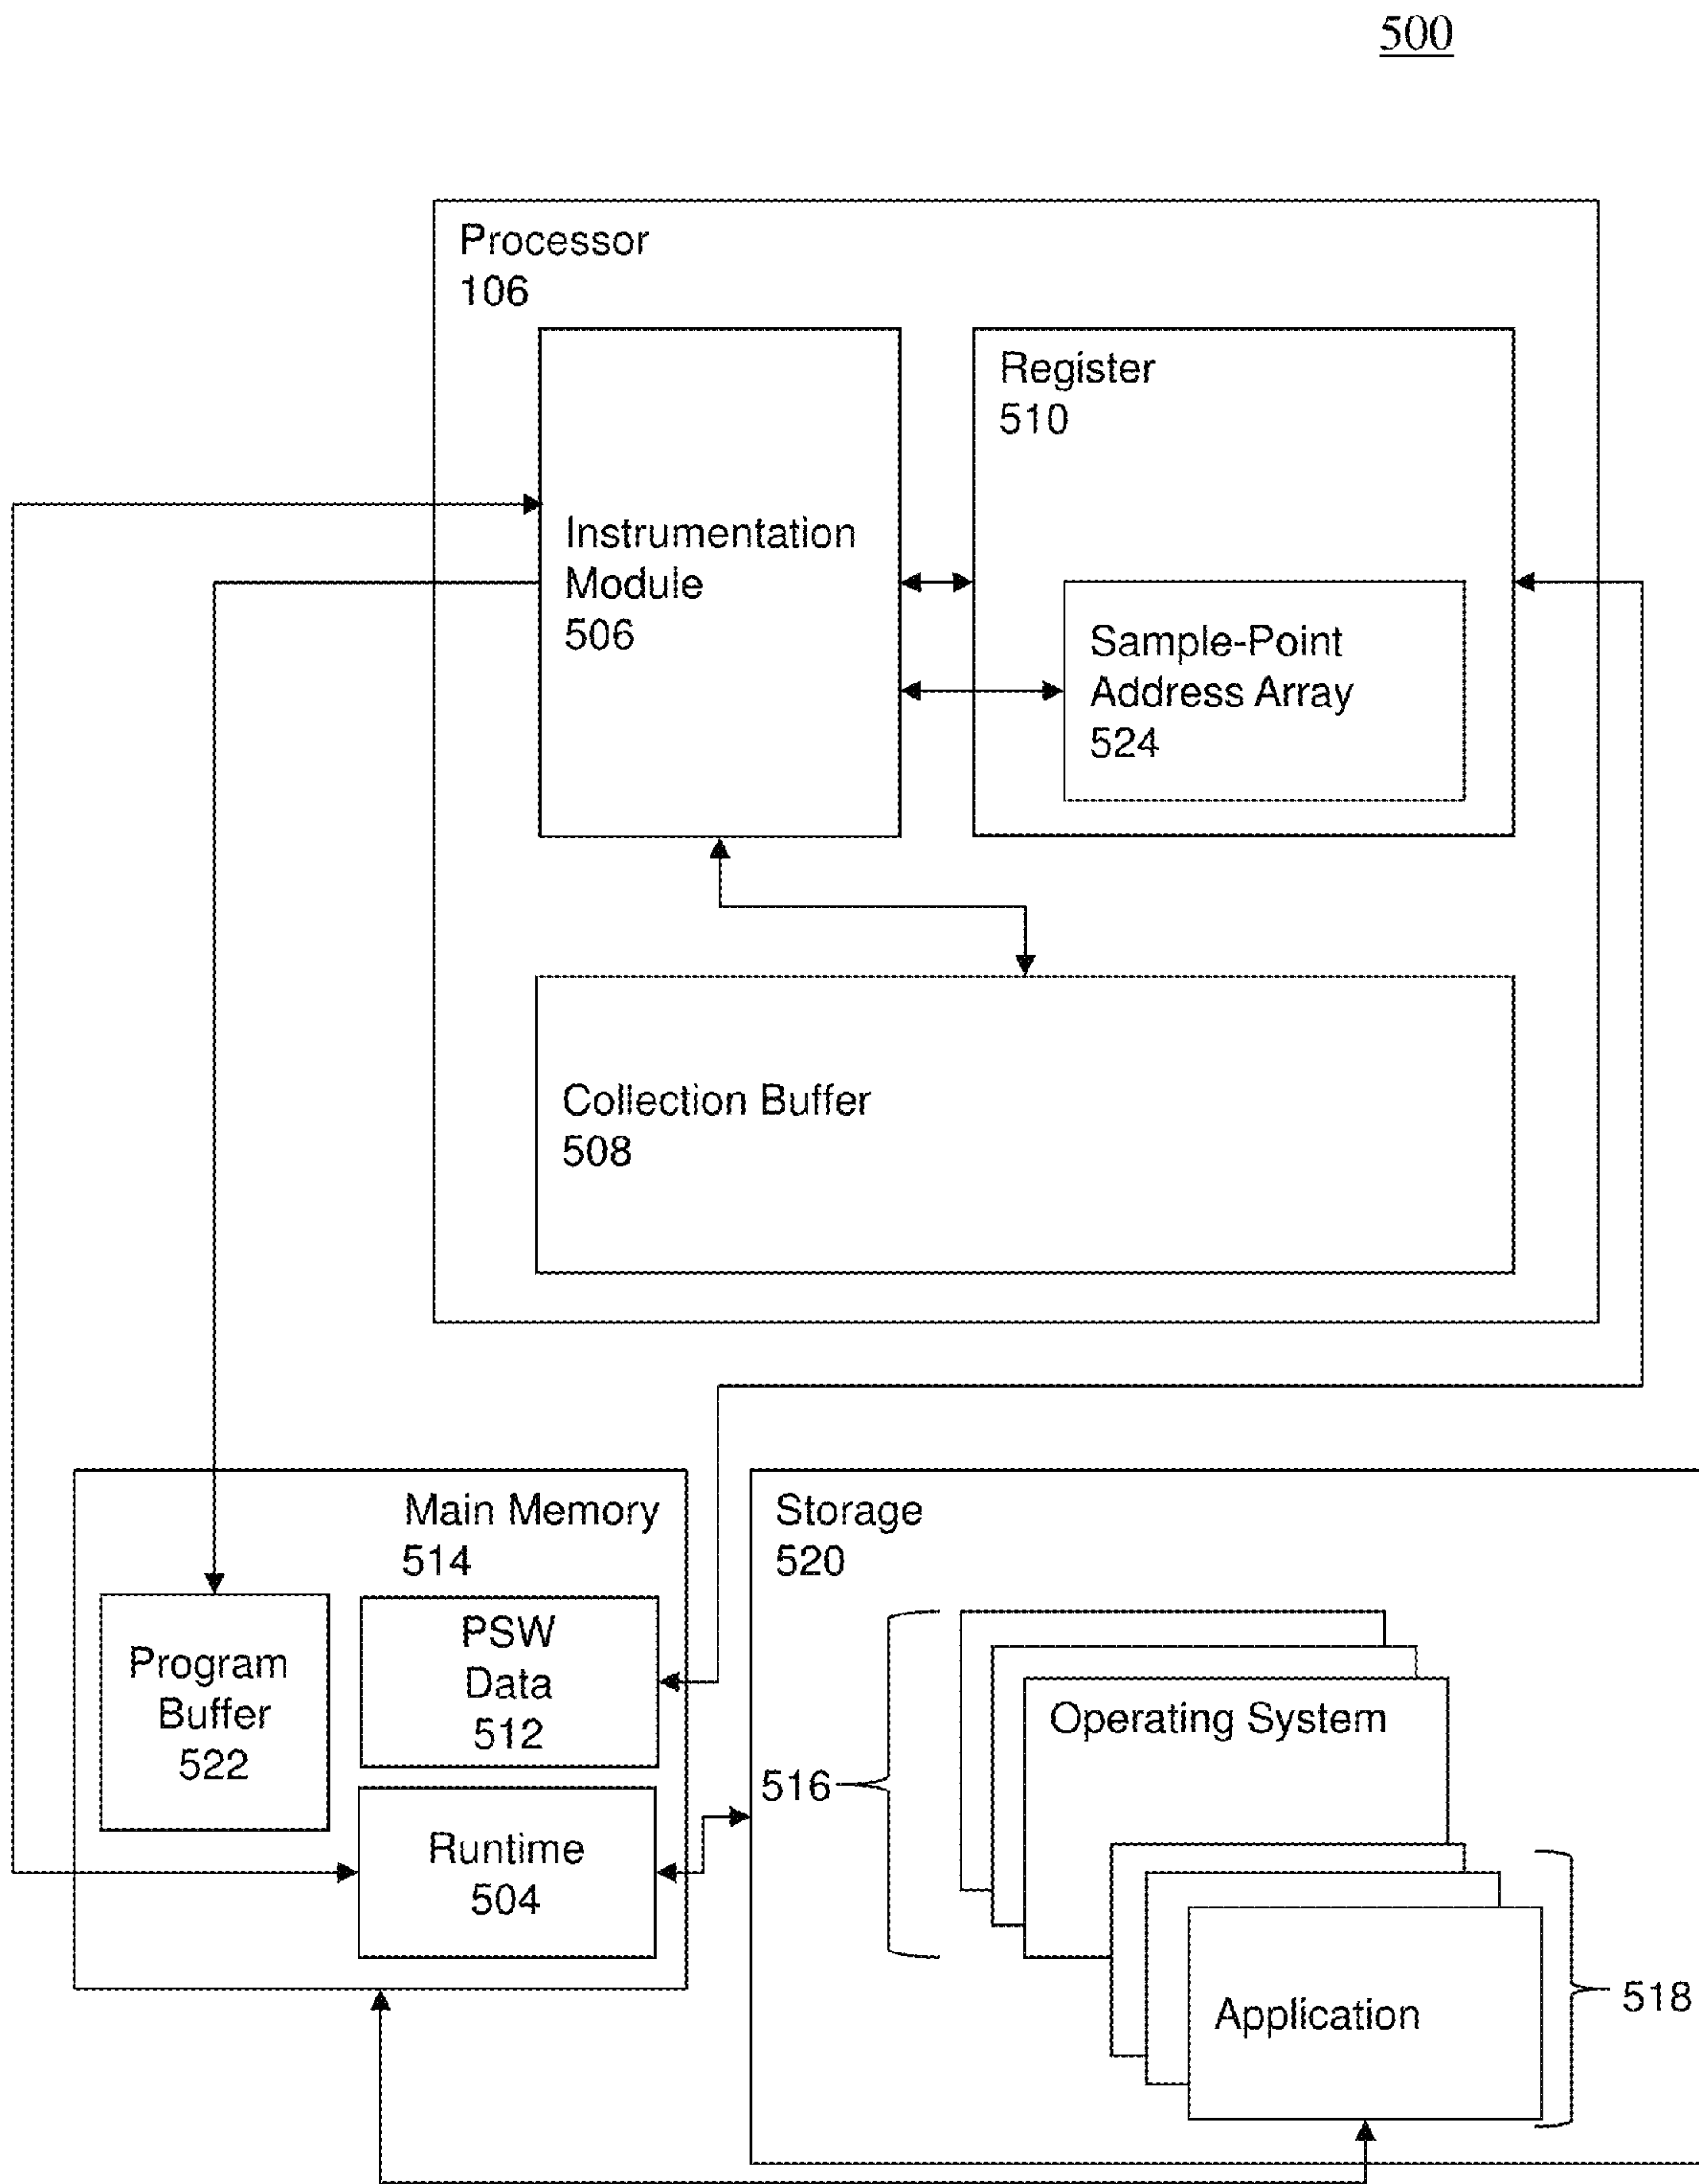 500
Processor
106
Register
510
Instrumentation
Module
506
Sample-Point
Address Array
524
Collection Buffer
508
Main Memory
514
Program
Buffer
522
PSW
Data
512
Runtime
504
Storage
520
516
Operating System
Application
518